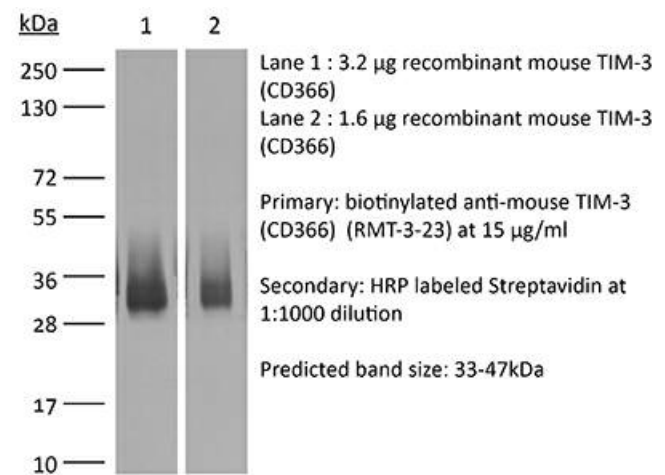 kDa
1 2
250
130
72
55
36
28
17
10
Lane 1 : 3.2 µg recombinant mouse TIM-3
(CD366)
Lane 2 : 1.6 µg recombinant mouse TIM-3
(CD366)
Primary: biotinylated anti-mouse TIM-3
(CD366) (RMT-3-23) at 15 µg/ml
Secondary: HRP labeled Streptavidin at
1:1000 dilution
Predicted band size: 33-47kDa